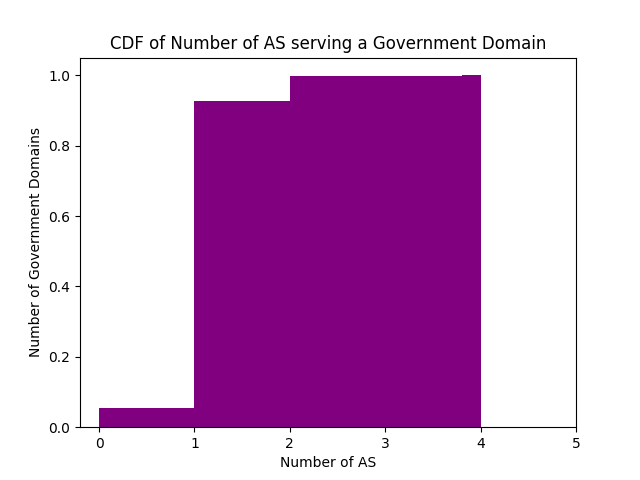 CDF of Number of AS serving a Government Domain
1.0
0.8
0.6
0.4
0.2
0.0
Number of Government Domains
0 1 2 3 4 5
Number of AS